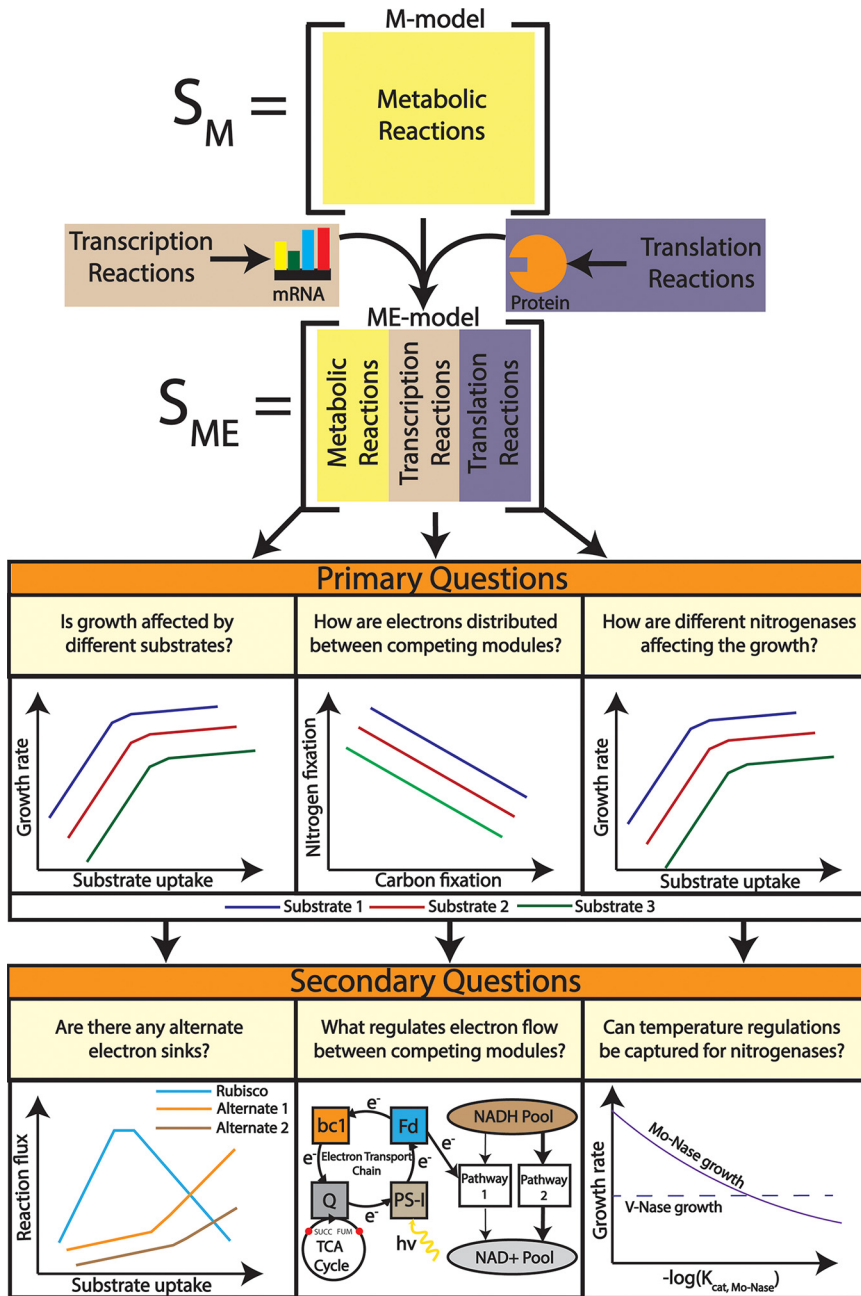 M-model
S_M =
Metabolic
Reactions
Transcription
Reactions
mRNA
Protein
Translation
Reactions
ME-model
S_ME =
Metabolic
Reactions
Transcription
Reactions
Translation
Reactions
Primary Questions
Is growth affected by
different substrates?
How are electrons distributed
between competing modules?
How are different nitrogenases
affecting the growth?
Growth rate
Substrate uptake
Nitrogen fixation
Carbon fixation
Growth rate
Substrate uptake
Substrate 1
Substrate 2
Substrate 3
Secondary Questions
Are there any alternate
electron sinks?
What regulates electron flow
between competing modules?
Can temperature regulations
be captured for nitrogenases?
Rubisco
Alternate 1
Alternate 2
Reaction flux
Substrate uptake
bc1
e-
Fd
e-
NADH Pool
e-
Electron Transport
Chain
e-
Pathway
1
Pathway
2
Q
e-
PS-I
SUCC FUM
TCA
Cycle
hv
NAD+ Pool
Growth rate
Mo-Nase growth
V-Nase growth
-log(K_cat, Mo-Nase)